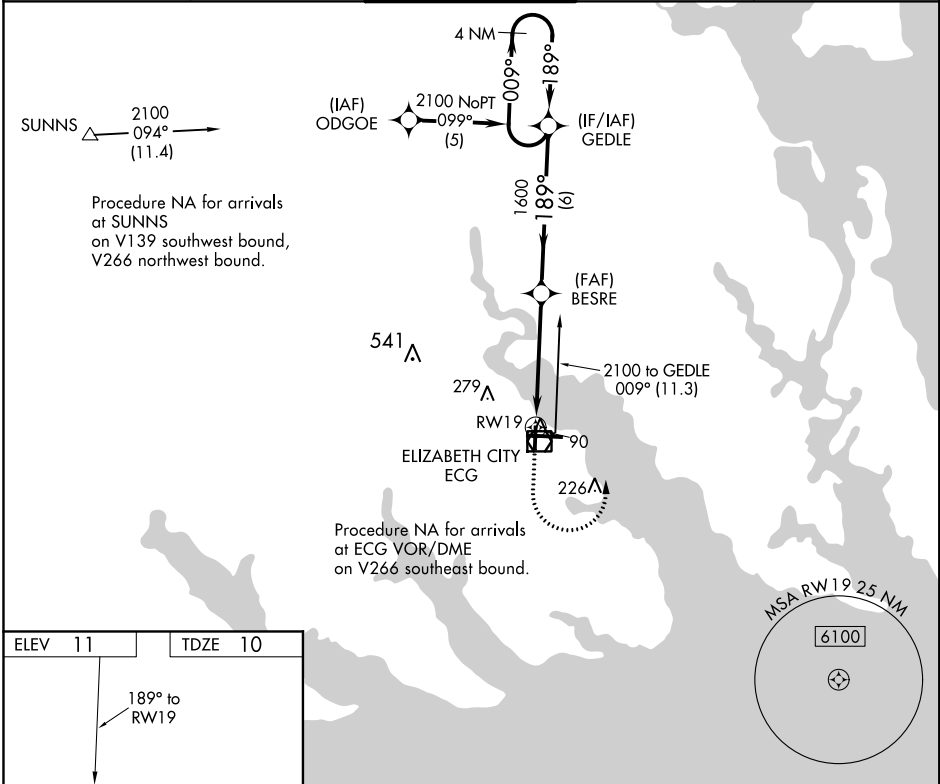 4 NM
009°
189°
(IAF)
ODGOE
2100 NoPT
099°
(5)
(IF/IAF)
GEDLE
SUNNS
2100
094°
(11.4)
1600
189°
(6)
Procedure NA for arrivals
at SUNNS
on V139 southwest bound,
V266 northwest bound.
(FAF)
BESRE
541
2100 to GEDLE
009° (11.3)
279
RW19
90
ELIZABETH CITY
ECG
226
Procedure NA for arrivals
at ECG VOR/DME
on V266 southeast bound.
MSA RW19 25 NM
6100
ELEV 11
TDZE 10
189° to
RW19